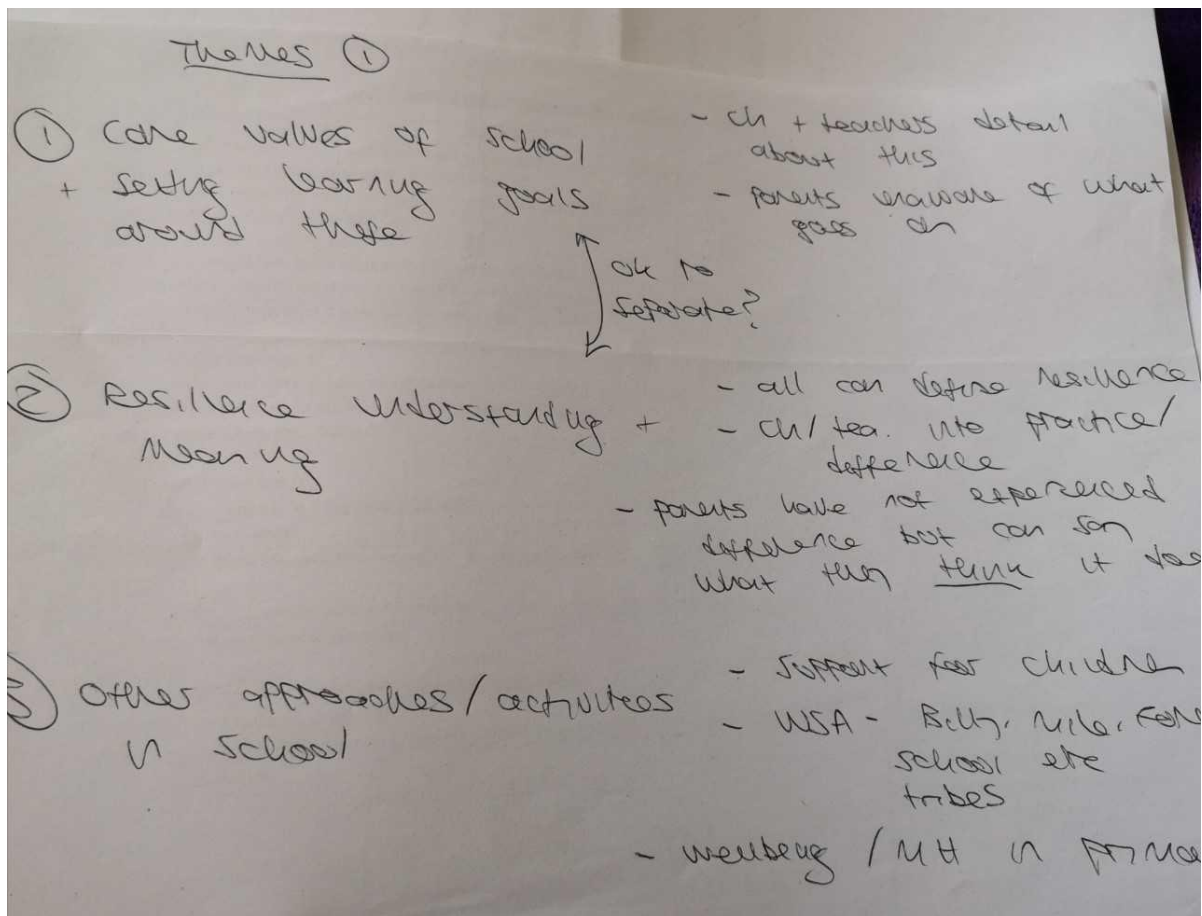 Themes ①
① Core values of school
+ setting learning goals
around these
- ch + teachers detail
about this
- parents unaware of what
goes on
ok to
separate?
② Resilience understanding +
meaning
- all can define resilience
- ch/tea. into practice/
difference
- parents have not experienced
difference but can say
what they think it does
③ Other approaches/activities
in school
- support for children
- WSA - Billy, Mile,
school etc
tribes
- wellbeing / MH in